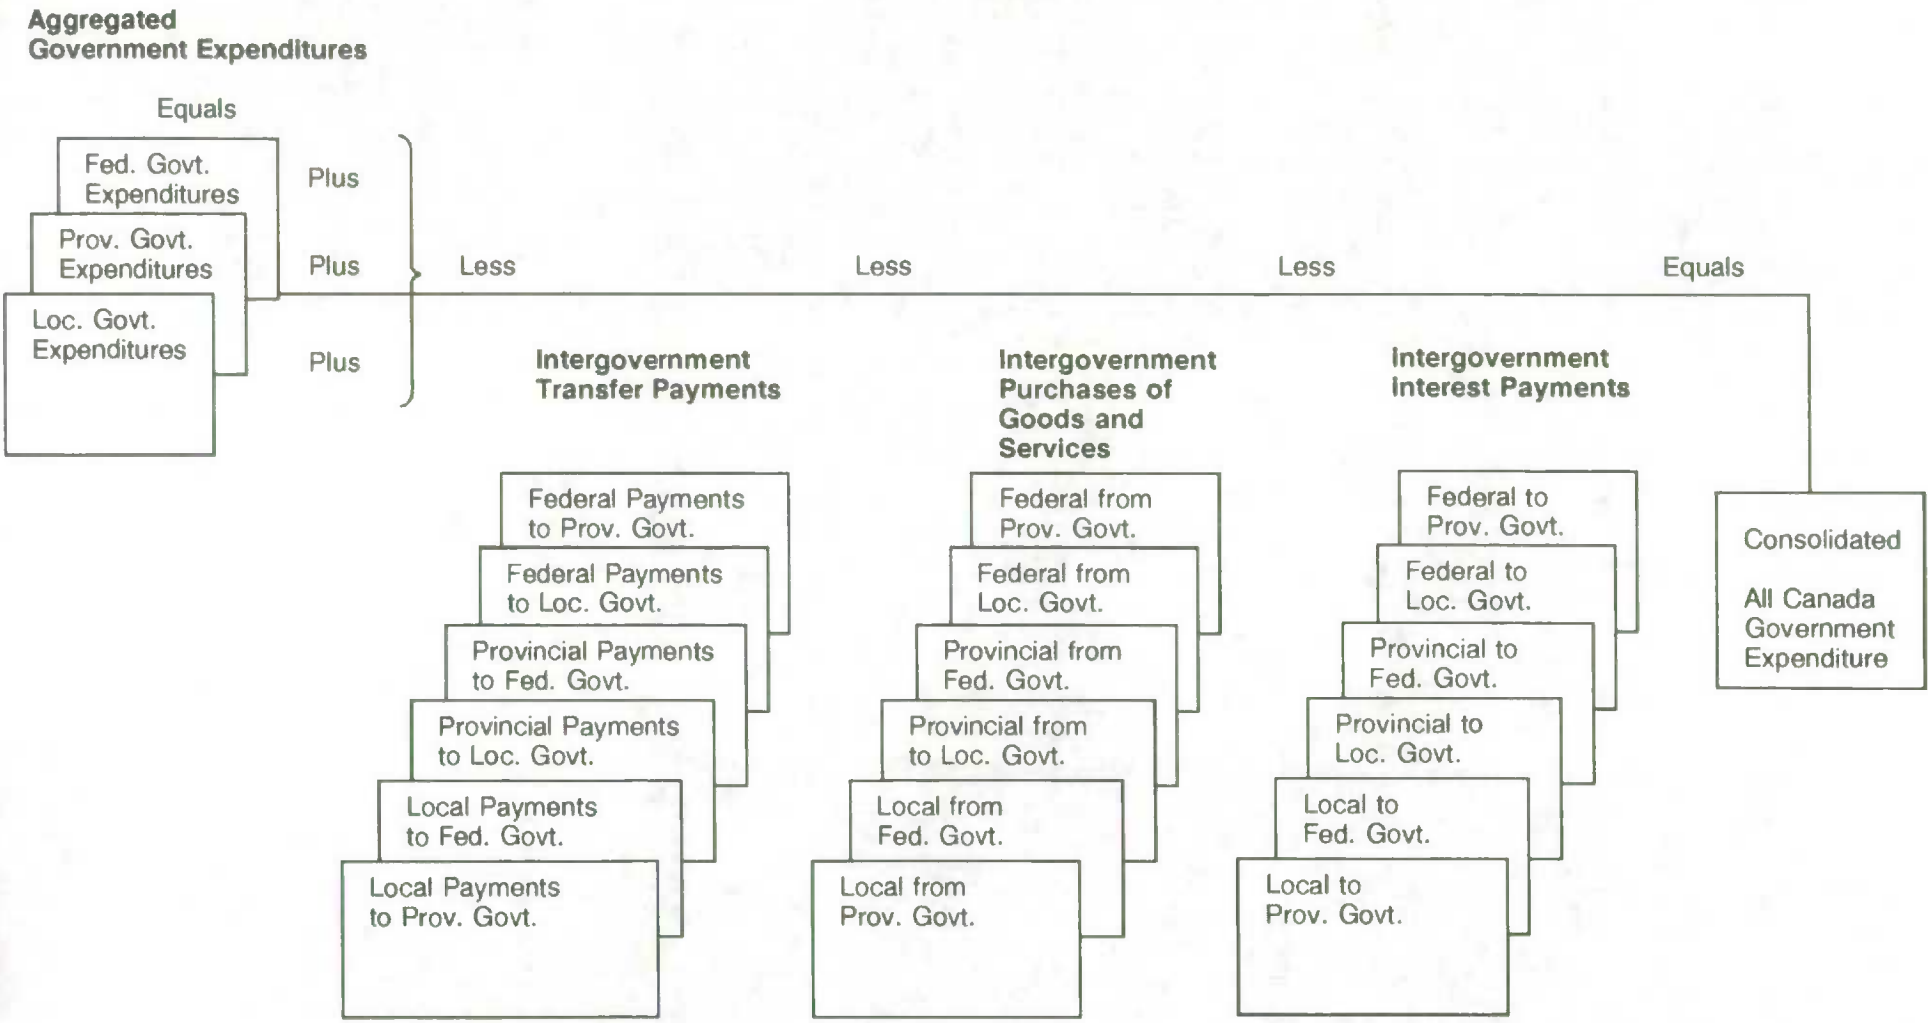 Aggregated
Government Expenditures
Equals
Fed. Govt.
Expenditures
Plus
Prov. Govt.
Expenditures
Plus
Loc. Govt.
Expenditures
Plus
Less
Less
Less
Equals
Intergovernment
Transfer Payments
Federal Payments
to Prov. Govt.
Federal Payments
to Loc. Govt.
Provincial Payments
to Fed. Govt.
Provincial Payments
to Loc. Govt.
Local Payments
to Fed. Govt.
Local Payments
to Prov. Govt.
Intergovernment
Purchases of
Goods and
Services
Federal from
Prov. Govt.
Federal from
Loc. Govt.
Provincial from
Fed. Govt.
Provincial from
to Loc. Govt.
Local from
Fed. Govt.
Local from
Prov. Govt.
Intergovernment
Interest Payments
Federal to
Prov. Govt.
Federal to
Loc. Govt.
Provincial to
Fed. Govt.
Provincial to
Loc. Govt.
Local to
Fed. Govt.
Local to
Prov. Govt.
Consolidated
All Canada
Government
Expenditure